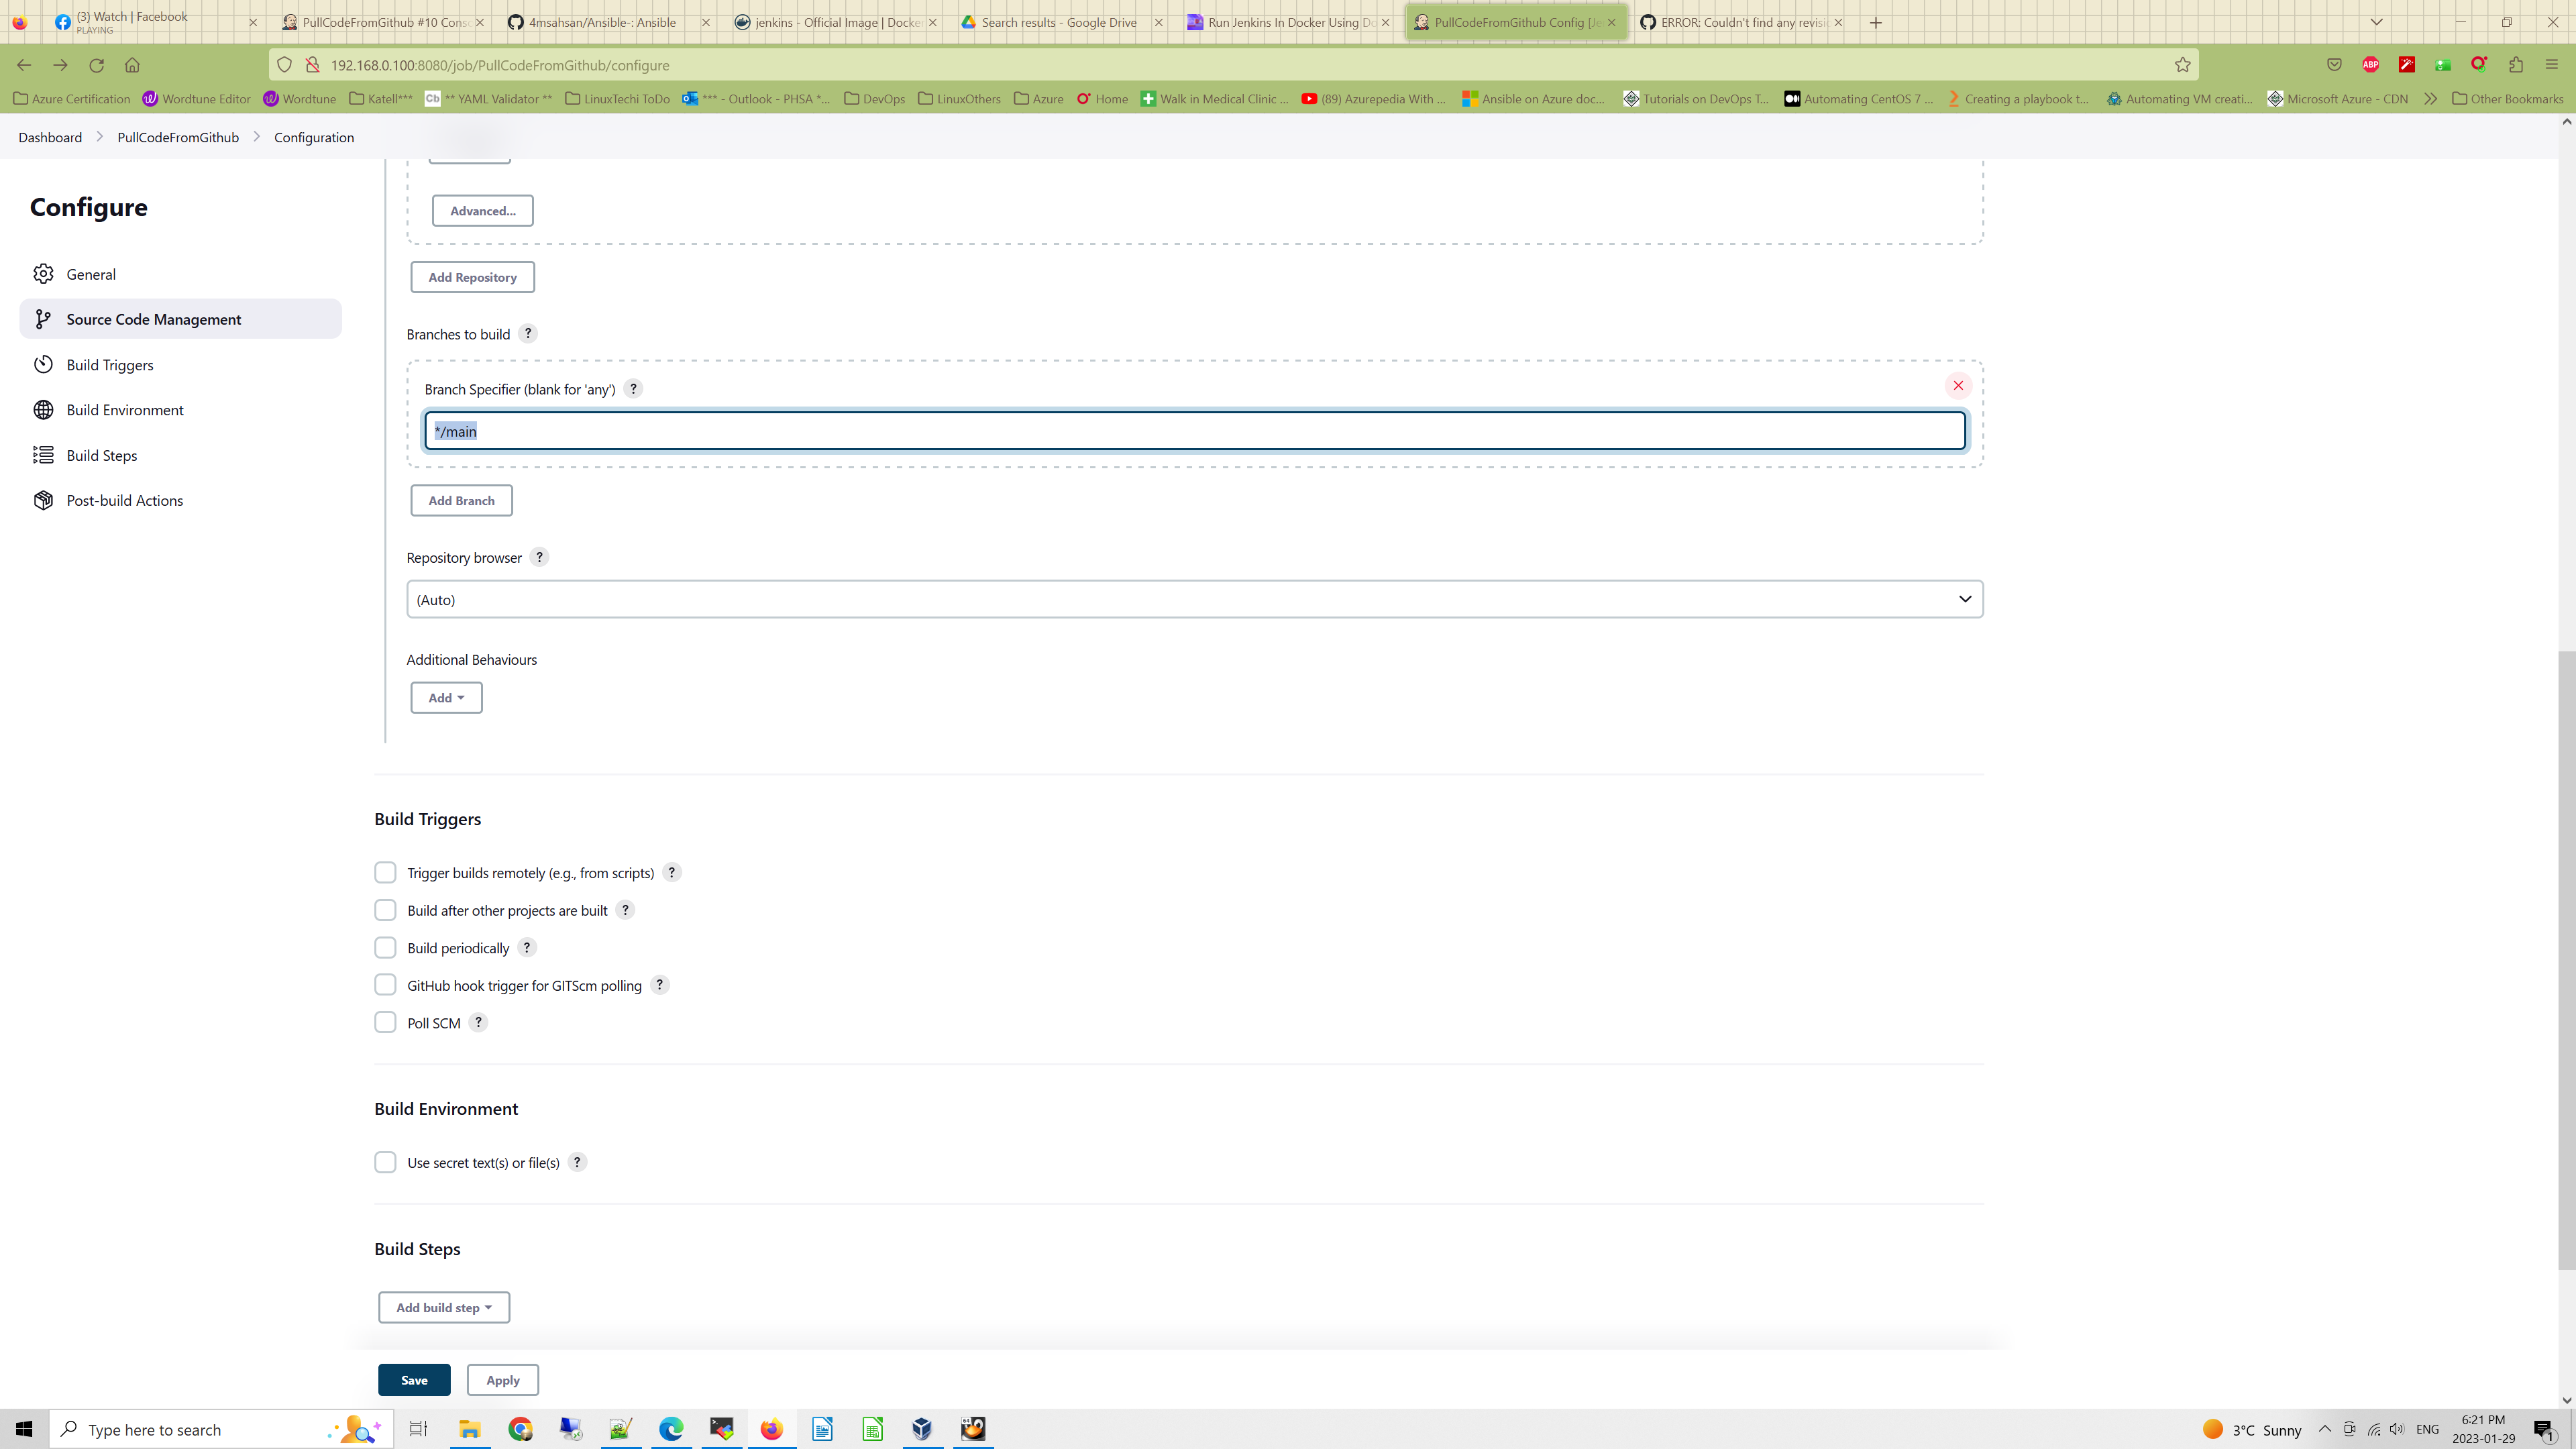 (3) Watch | Facebook
PLAYING
PullCodeFromGithub #10 Consc
4msahsan/Ansible-: Ansible
jenkins - Official Image | Docker
Search results - Google Drive
Run Jenkins In Docker Using Do
PullCodeFromGithub Config [Je
ERROR: Couldn't find any revisio
192.168.0.100:8080/job/PullCodeFromGithub/configure
ABP
Azure Certification
Wordtune Editor
Wordtune
Katell***
Cb ** YAML Validator **
LinuxTechi ToDo
*** - Outlook - PHSA *...
DevOps
LinuxOthers
Azure
Home
Walk in Medical Clinic ...
(89) Azurepedia With ...
Ansible on Azure doc...
Tutorials on DevOps T...
Automating CentOS 7 ...
Creating a playbook t...
Automating VM creati...
Microsoft Azure - CDN
Other Bookmarks
Dashboard
PullCodeFromGithub
Configuration
Configure
General
Source Code Management
Build Triggers
Build Environment
Build Steps
Post-build Actions
Advanced...
Add Repository
Branches to build ?
Branch Specifier (blank for 'any') ?
*/main
Add Branch
Repository browser ?
(Auto)
Additional Behaviours
Add
Build Triggers
Trigger builds remotely (e.g., from scripts) ?
Build after other projects are built ?
Build periodically ?
GitHub hook trigger for GITScm polling ?
Poll SCM ?
Build Environment
Use secret text(s) or file(s) ?
Build Steps
Add build step
Save
Apply
Type here to search
3°C Sunny
ENG
6:21 PM
2023-01-29
1